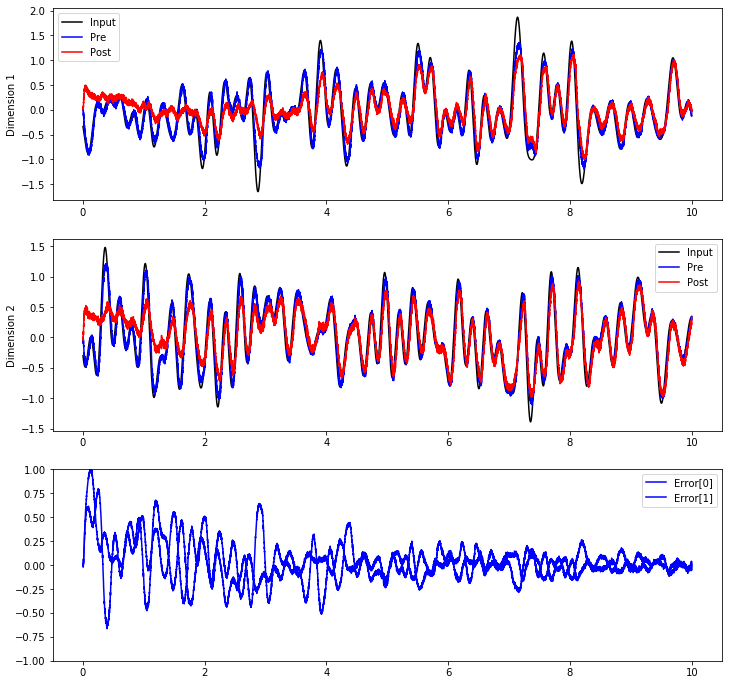 2.0
1.5
1.0
0.5
0.0
−0.5
−1.0
−1.5
Dimension 1
Input
Pre
Post
0 2 4 6 8 10
1.5
1.0
0.5
0.0
−0.5
−1.0
−1.5
Dimension 2
Input
Pre
Post
0 2 4 6 8 10
1.00
0.75
0.50
0.25
0.00
−0.25
−0.50
−0.75
−1.00
Error[0]
Error[1]
0 2 4 6 8 10